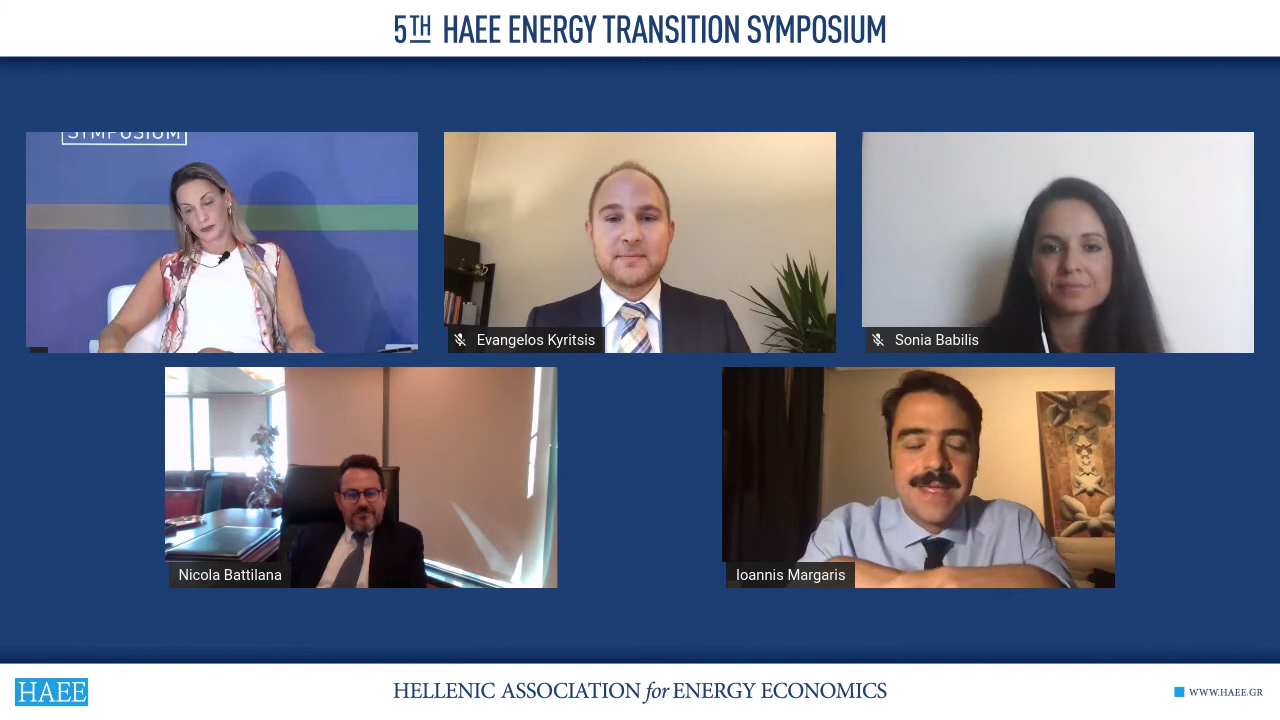 5TH HAEE ENERGY TRANSITION SYMPOSIUM
SYMPOSIUM
Evangelos Kyritsis
Sonia Babilis
Nicola Battilana
Ioannis Margaris
HAEE
HELLENIC ASSOCIATION for ENERGY ECONOMICS
WWW.HAEE.GR